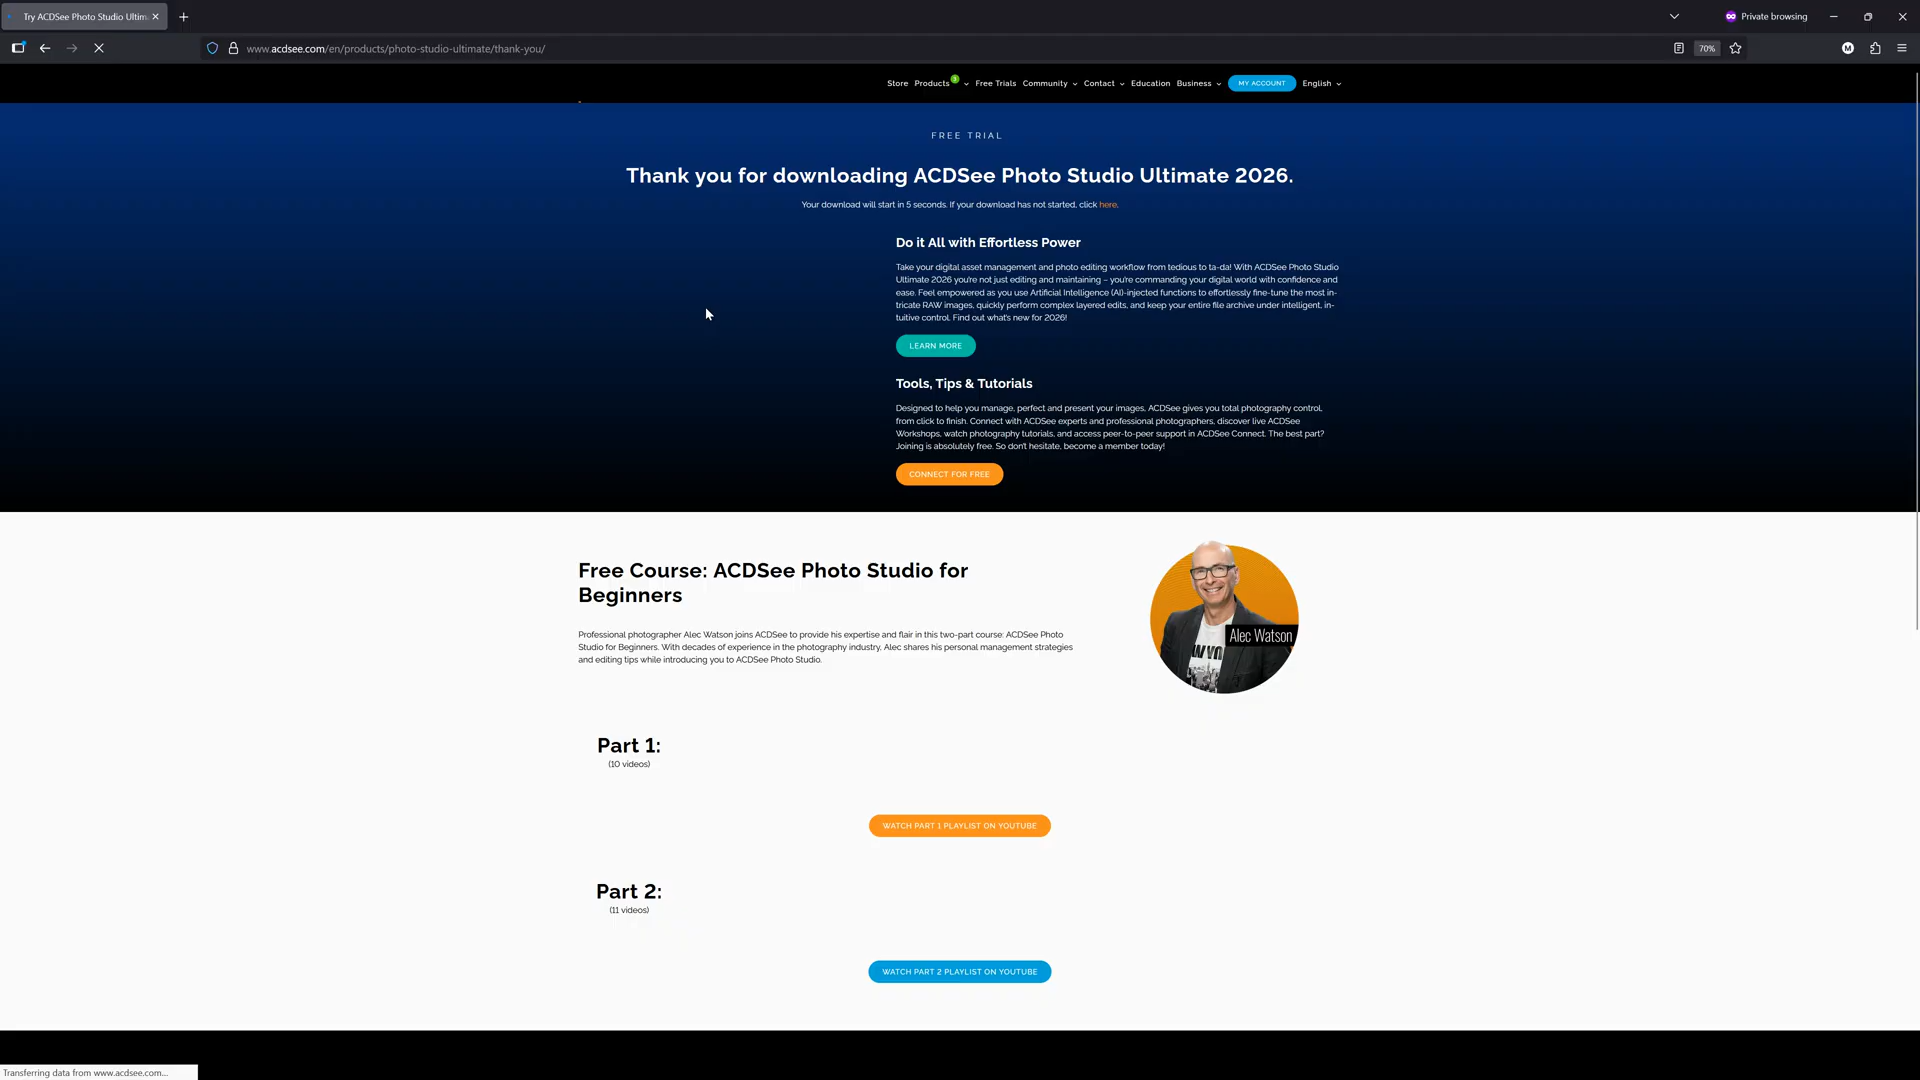 Try ACDSee Photo Studio Ultim
Private browsing
www.acdsee.com/en/products/photo-studio-ultimate/thank-you/
70%
M
Store Products 3 Free Trials Community Contact Education Business MY ACCOUNT English
FREE TRIAL
Thank you for downloading ACDSee Photo Studio Ultimate 2026.
Your download will start in 5 seconds. If your download has not started, click here.
Do it All with Effortless Power
Take your digital asset management and photo editing workflow from tedious to ta-da! With ACDSee Photo Studio
Ultimate 2026 you're not just editing and maintaining – you're commanding your digital world with confidence and
ease. Feel empowered as you use Artificial Intelligence (AI)-injected functions to effortlessly fine-tune the most in-
tricate RAW images, quickly perform complex layered edits, and keep your entire file archive under intelligent, in-
tuitive control. Find out what's new for 2026!
LEARN MORE
Tools, Tips & Tutorials
Designed to help you manage, perfect and present your images, ACDSee gives you total photography control,
from click to finish. Connect with ACDSee experts and professional photographers, discover live ACDSee
Workshops, watch photography tutorials, and access peer-to-peer support in ACDSee Connect. The best part?
Joining is absolutely free. So don't hesitate, become a member today!
CONNECT FOR FREE
Free Course: ACDSee Photo Studio for
Beginners
Professional photographer Alec Watson joins ACDSee to provide his expertise and flair in this two-part course: ACDSee Photo
Studio for Beginners. With decades of experience in the photography industry, Alec shares his personal management strategies
and editing tips while introducing you to ACDSee Photo Studio.
Alec Watson
Part 1:
(10 videos)
WATCH PART 1 PLAYLIST ON YOUTUBE
Part 2:
(11 videos)
WATCH PART 2 PLAYLIST ON YOUTUBE
Transferring data from www.acdsee.com...